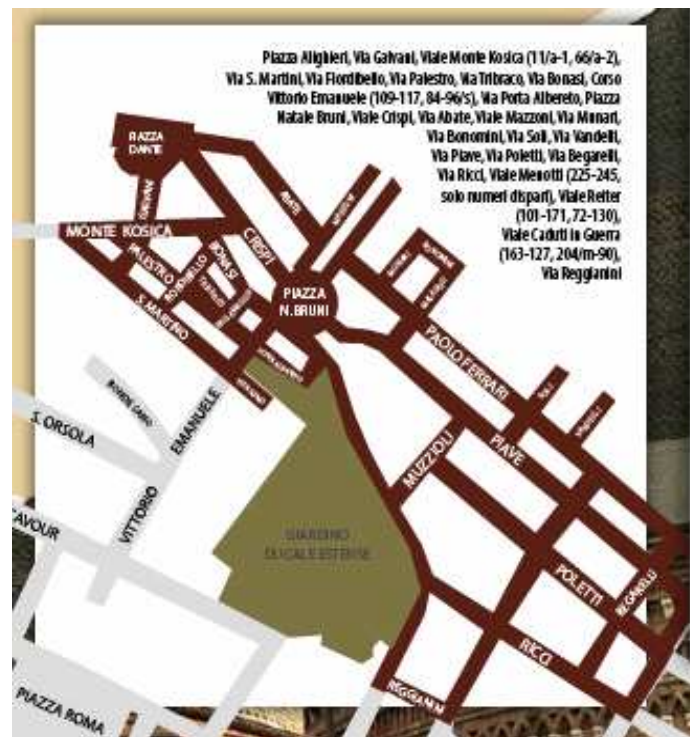 Piazza Alighieri, Via Galvani, Viale Monte Kosica (11/a-1, 66/a-2),
Via S. Martini, Via Fiordibello, Via Palestro, Via Tribraco, Via Bonasi, Corso
Vittorio Emanuele (109-117, 84-96/s), Via Porta Albereto, Piazza
Natale Bruni, Viale Crispi, Via Abate, Viale Mazzoni, Via Munari,
Via Bonomini, Via Soli, Via Vandelli,
Via Piave, Via Poletti, Via Begarelli,
Via Ricci, Viale Menotti (225-245,
solo numeri dispari), Viale Reiter
(101-171, 72-130),
Viale Caduti in Guerra
(163-127, 204/m-90),
Via Reggianini
PIAZZA
DANTE
ABATE
MONTE KOSICA
CRISPI
BONASI
PALESTRO
S. MARTINO
PIAZZA
N. BRUNI
PAOLO FERRARI
S. ORSOLA
EMANUELE
VITTORIO
MUZZIOLI
PIAVE
CAVOUR
GIARDINO
DUCALE ESTENSE
POLETTI
BEGARELLI
RICCI
REGGIANINI
PIAZZA ROMA